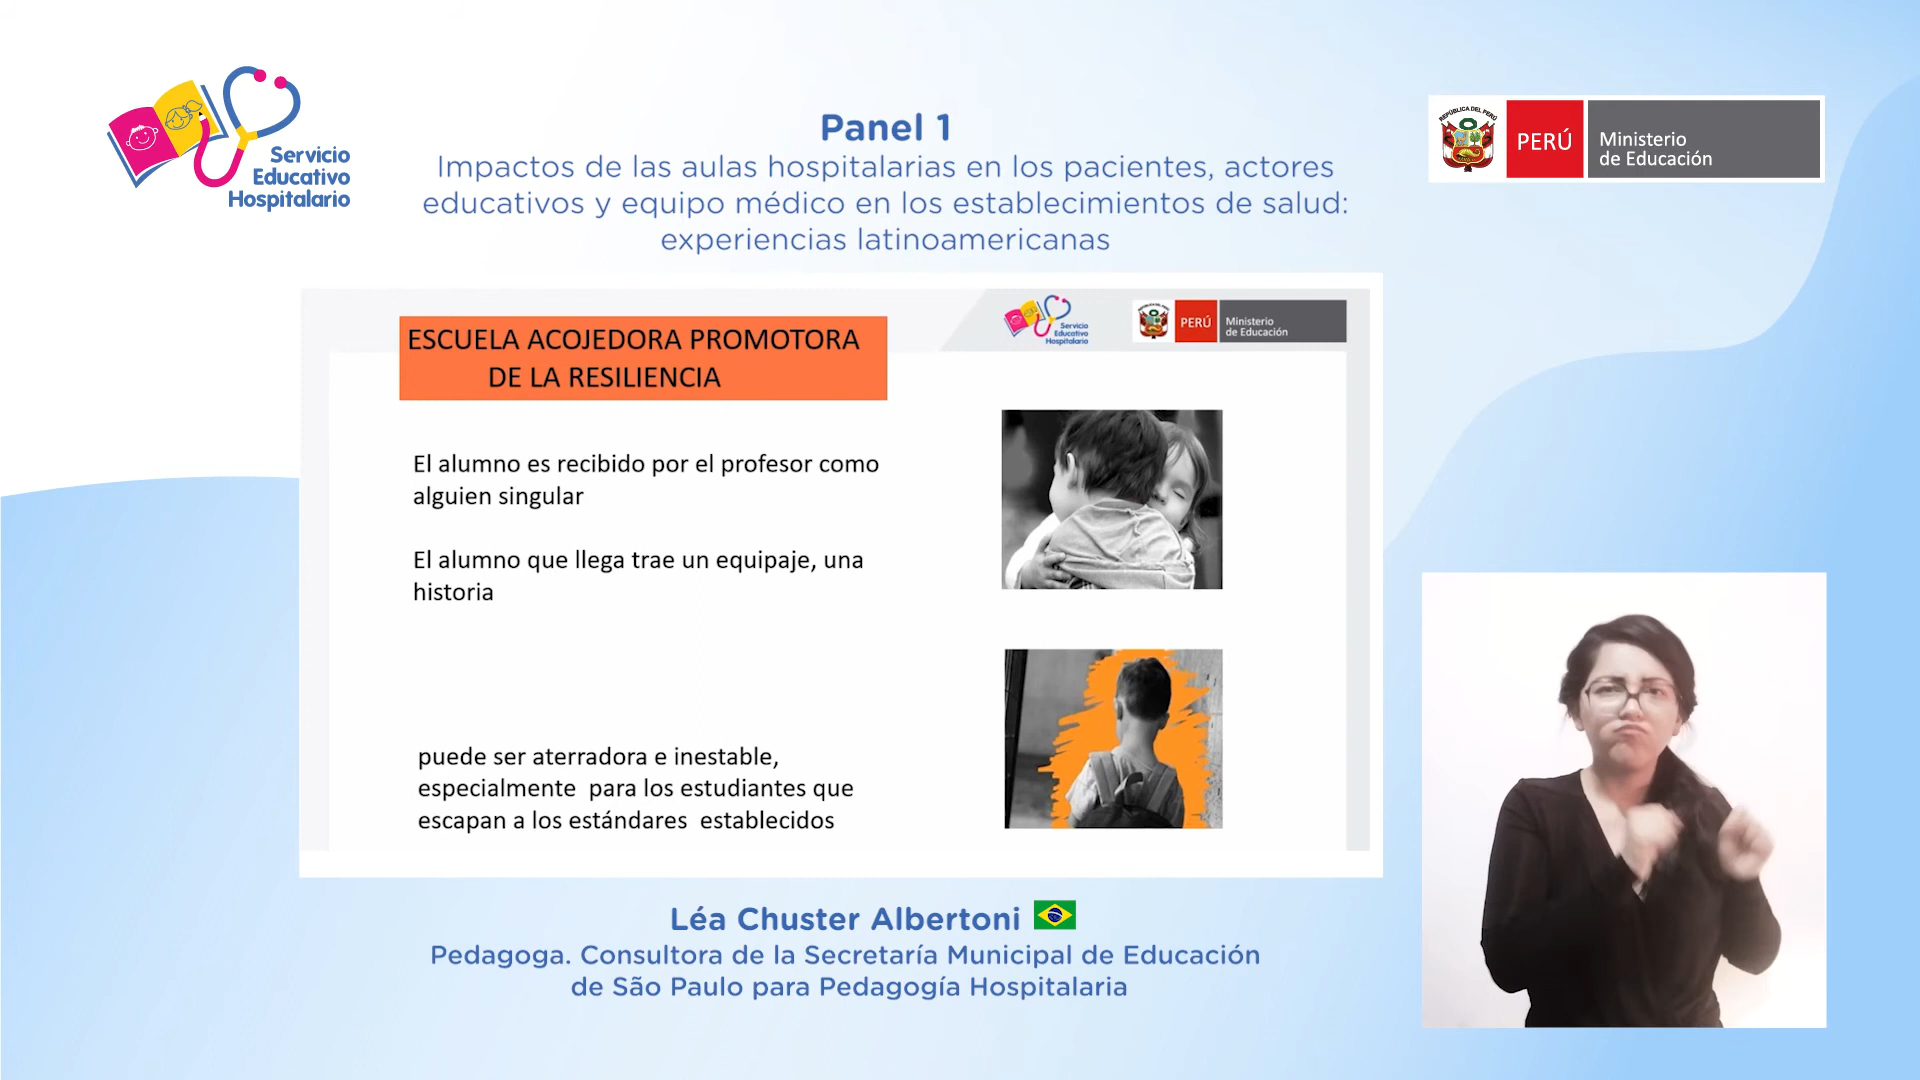 Servicio
Educativo
Hospitalario
Panel 1
Impactos de las aulas hospitalarias en los pacientes, actores
educativos y equipo médico en los establecimientos de salud:
experiencias latinoamericanas
REPÚBLICA DEL PERÚ
PERÚ
Ministerio
de Educación
ESCUELA ACOJEDORA PROMOTORA
DE LA RESILIENCIA
Servicio
Educativo
Hospitalario
PERÚ
Ministerio
de Educación
El alumno es recibido por el profesor como
alguien singular
El alumno que llega trae un equipaje, una
historia
puede ser aterradora e inestable,
especialmente para los estudiantes que
escapan a los estándares establecidos
Léa Chuster Albertoni
Pedagoga. Consultora de la Secretaría Municipal de Educación
de São Paulo para Pedagogía Hospitalaria